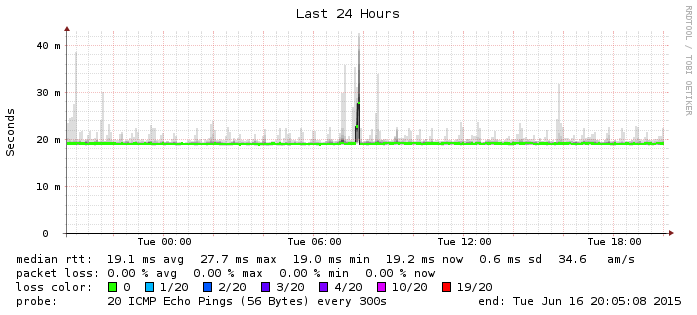 Last 24 Hours
RRDTOOL / TOBI OETIKER
Seconds
40 m
30 m
20 m
10 m
0
Tue 00:00 Tue 06:00 Tue 12:00 Tue 18:00
median rtt: 19.1 ms avg 27.7 ms max 19.0 ms min 19.2 ms now 0.6 ms sd 34.6 am/s
packet loss: 0.00 % avg 0.00 % max 0.00 % min 0.00 % now
loss color: 0 1/20 2/20 3/20 4/20 10/20 19/20
probe: 20 ICMP Echo Pings (56 Bytes) every 300s end: Tue Jun 16 20:05:08 2015